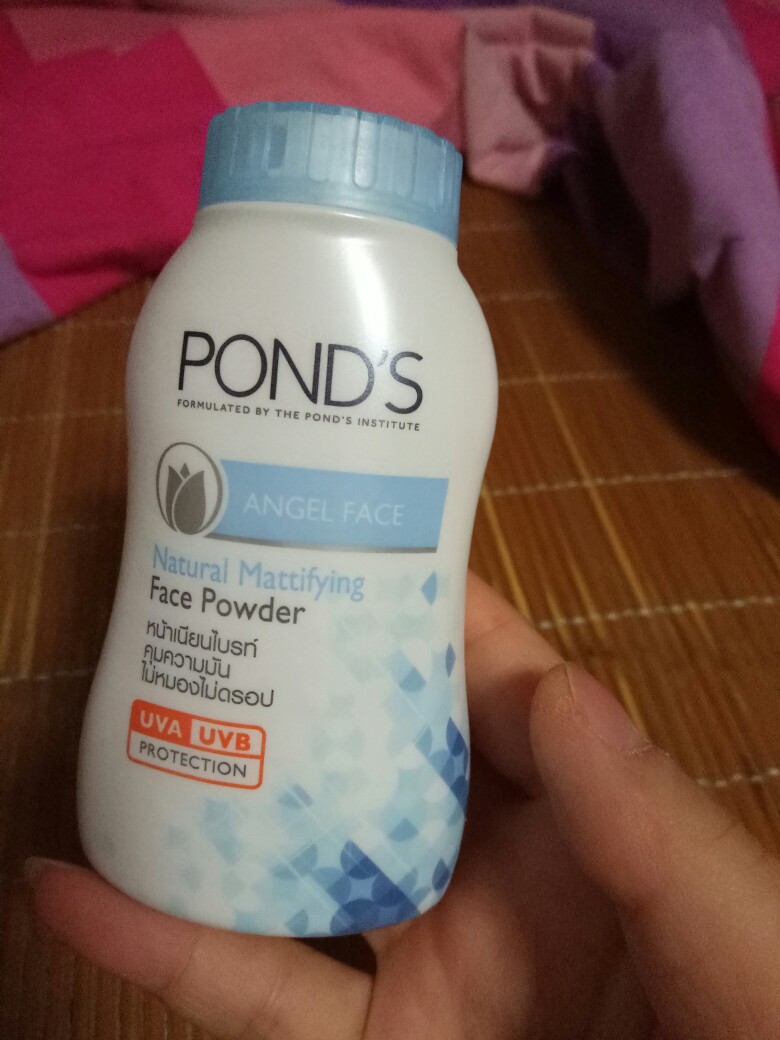 POND'S
FORMULATED BY THE POND'S INSTITUTE
ANGEL FACE
Natural Mattifying
Face Powder
หน้าเนียนไบรท์
คุมความมัน
ไม่หมองไม่ดรอป
UVA UVB
PROTECTION